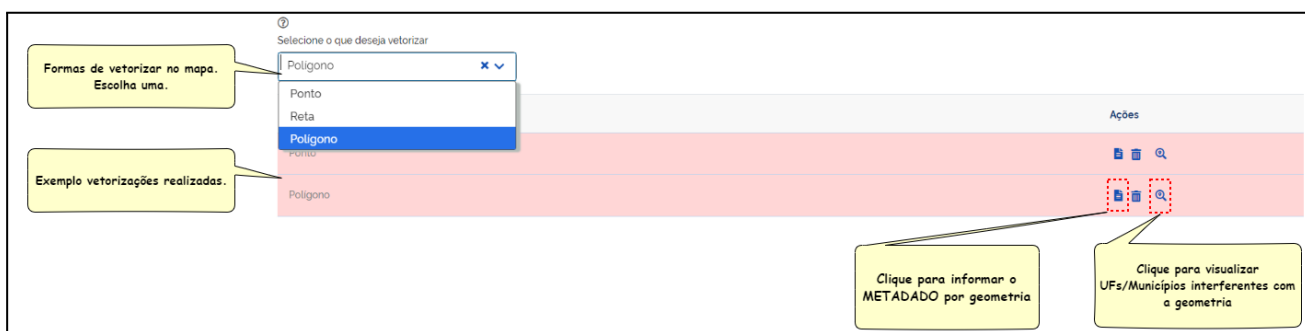 ?
Selecione o que deseja vetorizar
Formas de vetorizar no mapa.
Escolha uma.
Polígono
Ponto
Reta
Polígono
Ações
Ponto
Exemplo vetorizações realizadas.
Polígono
Clique para informar o
METADADO por geometria
Clique para visualizar
UFs/Municípios interferentes com
a geometria